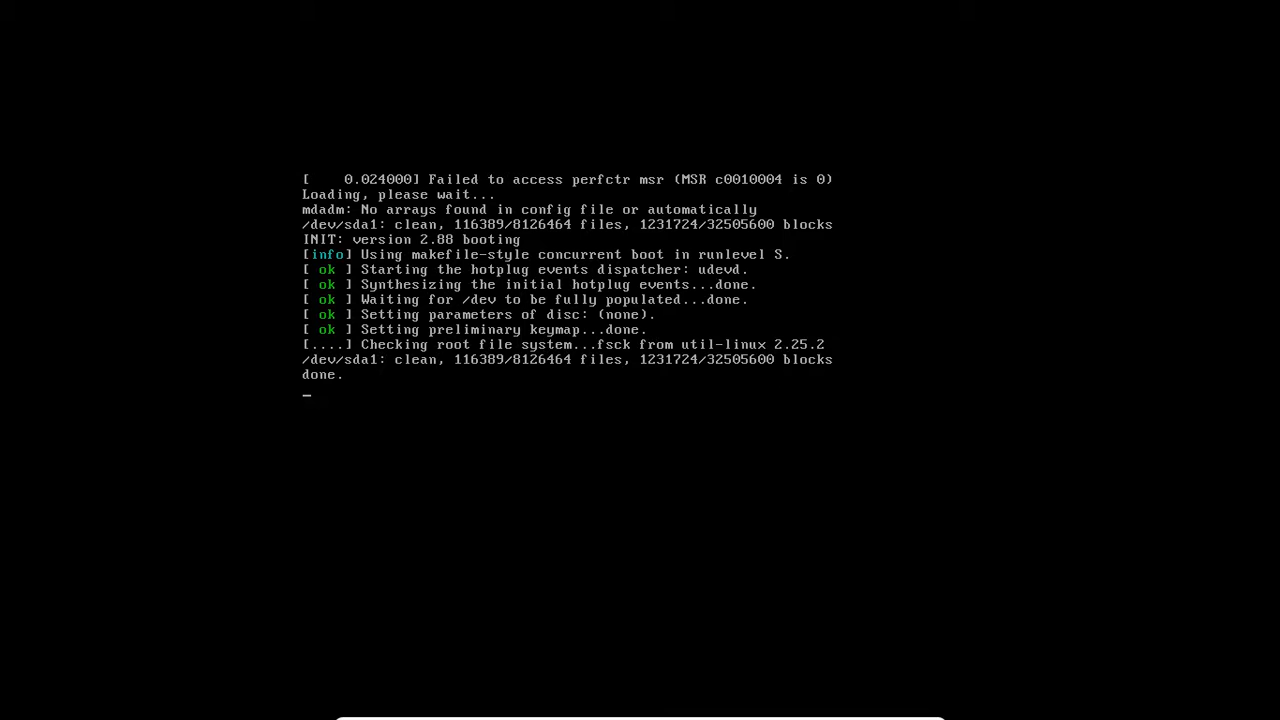 [    0.024000] Failed to access perfctr msr (MSR c0010004 is 0)
Loading, please wait...
mdadm: No arrays found in config file or automatically
/dev/sda1: clean, 116389/8126464 files, 1231724/32505600 blocks
INIT: version 2.88 booting
[info] Using makefile-style concurrent boot in runlevel S.
[ ok ] Starting the hotplug events dispatcher: udevd.
[ ok ] Synthesizing the initial hotplug events...done.
[ ok ] Waiting for /dev to be fully populated...done.
[ ok ] Setting parameters of disc: (none).
[ ok ] Setting preliminary keymap...done.
[....] Checking root file system...fsck from util-linux 2.25.2
/dev/sda1: clean, 116389/8126464 files, 1231724/32505600 blocks
done.
_